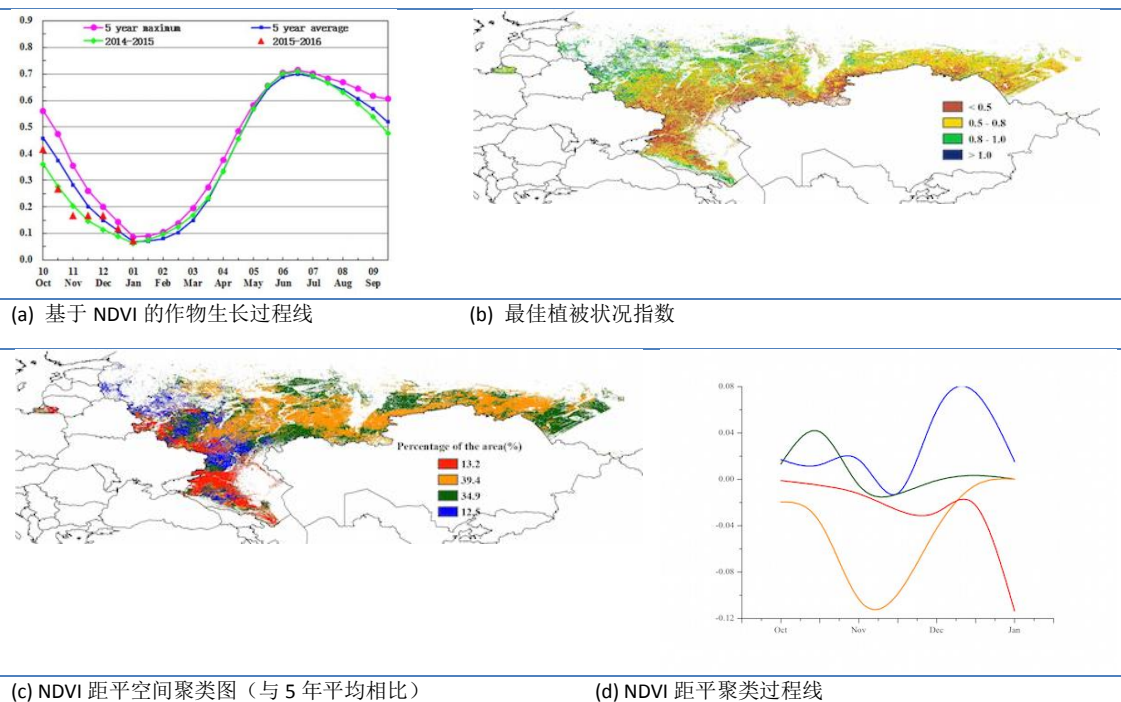 5 year maximum 5 year average
2014-2015 2015-2016
0.9
0.8
0.7
0.6
0.5
0.4
0.3
0.2
0.1
0.0
10 11 12 01 02 03 04 05 06 07 08 09
Oct Nov Dec Jan Feb Mar Apr May Jun Jul Aug Sep
< 0.5
0.5 - 0.8
0.8 - 1.0
> 1.0
(a) 基于 NDVI 的作物生长过程线
(b) 最佳植被状况指数
Percentage of the area(%)
13.2
39.4
34.9
12.5
0.08
0.04
0.00
-0.04
-0.08
-0.12
Oct Nov Dec Jan
(c) NDVI 距平空间聚类图（与 5 年平均相比）
(d) NDVI 距平聚类过程线